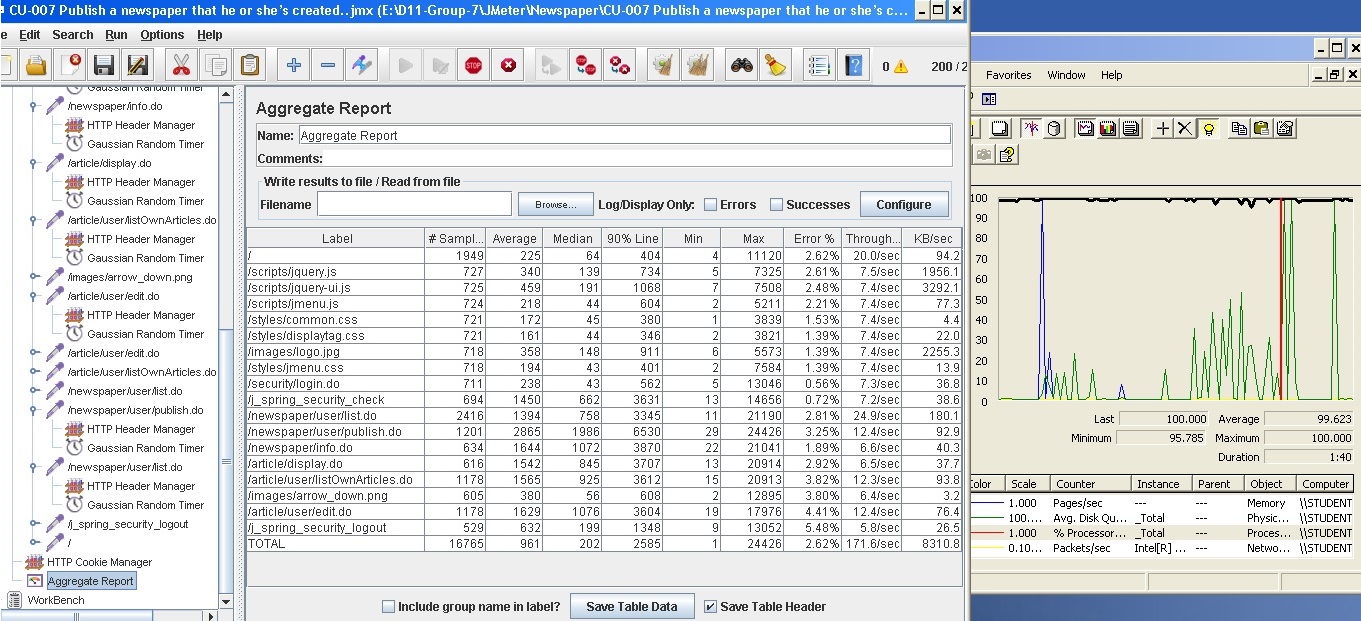 CU-007 Publish a newspaper that he or she's created..jmx (E:\D11-Group-7\JMeter\Newspaper\CU-007 Publish a newspaper that he or she's c...
e Edit Search Run Options Help
STOP
0 200 / 2
Gaussian Random Timer
/newspaper/info.do
HTTP Header Manager
Gaussian Random Timer
/article/display.do
HTTP Header Manager
Gaussian Random Timer
/article/user/listOwnArticles.do
HTTP Header Manager
Gaussian Random Timer
/images/arrow_down.png
/article/user/edit.do
HTTP Header Manager
Gaussian Random Timer
/article/user/edit.do
/article/user/listOwnArticles.do
/newspaper/user/list.do
/newspaper/user/publish.do
HTTP Header Manager
Gaussian Random Timer
/newspaper/user/list.do
HTTP Header Manager
Gaussian Random Timer
/j_spring_security_logout
/
HTTP Cookie Manager
Aggregate Report
WorkBench
Aggregate Report
Name: Aggregate Report
Comments:
Write results to file / Read from file
Filename Browse... Log/Display Only: Errors Successes Configure
Label # Sampl... Average Median 90% Line Min Max Error % Through... KB/sec
/ 1949 225 64 404 4 11120 2.62% 20.0/sec 94.2
/scripts/jquery.js 727 340 139 734 5 7325 2.61% 7.5/sec 1956.1
/scripts/jquery-ui.js 725 459 191 1068 7 7508 2.48% 7.4/sec 3292.1
/scripts/jmenu.js 724 218 44 604 2 5211 2.21% 7.4/sec 77.3
/styles/common.css 721 172 45 380 1 3839 1.53% 7.4/sec 4.4
/styles/displaytag.css 721 161 44 346 2 3821 1.39% 7.4/sec 22.0
/images/logo.jpg 718 358 148 911 6 5573 1.39% 7.4/sec 2255.3
/styles/jmenu.css 718 194 43 401 2 7584 1.39% 7.4/sec 13.9
/security/login.do 711 238 43 562 5 13046 0.56% 7.3/sec 36.8
/j_spring_security_check 694 1450 662 3631 13 14656 0.72% 7.2/sec 38.6
/newspaper/user/list.do 2416 1394 758 3345 11 21190 2.81% 24.9/sec 180.1
/newspaper/user/publish.do 1201 2865 1986 6530 29 24426 3.25% 12.4/sec 92.9
/newspaper/info.do 634 1644 1072 3870 22 21041 1.89% 6.6/sec 40.3
/article/display.do 616 1542 845 3707 13 20914 2.92% 6.5/sec 37.7
/article/user/listOwnArticles.do 1178 1565 925 3612 15 20913 3.82% 12.3/sec 93.8
/images/arrow_down.png 605 380 56 608 2 12895 3.80% 6.4/sec 3.2
/article/user/edit.do 1178 1629 1076 3604 19 17976 4.41% 12.4/sec 76.4
/j_spring_security_logout 529 632 199 1348 9 13052 5.48% 5.8/sec 26.5
TOTAL 16765 961 202 2585 1 24426 2.62% 171.6/sec 8310.8
Include group name in label? Save Table Data Save Table Header
Favorites Window Help
100
90
80
70
60
50
40
30
20
10
0
Last 100.000 Average 99.623
Minimum 95.785 Maximum 100.000
Duration 1:40
Color Scale Counter Instance Parent Object Computer
1.000 Pages/sec --- --- Memory \\STUDENT
100.... Avg. Disk Qu... _Total --- Physic... \\STUDENT
1.000 % Processor... _Total --- Proces... \\STUDENT
0.10... Packets/sec Intel[R] ... --- Netwo... \\STUDENT